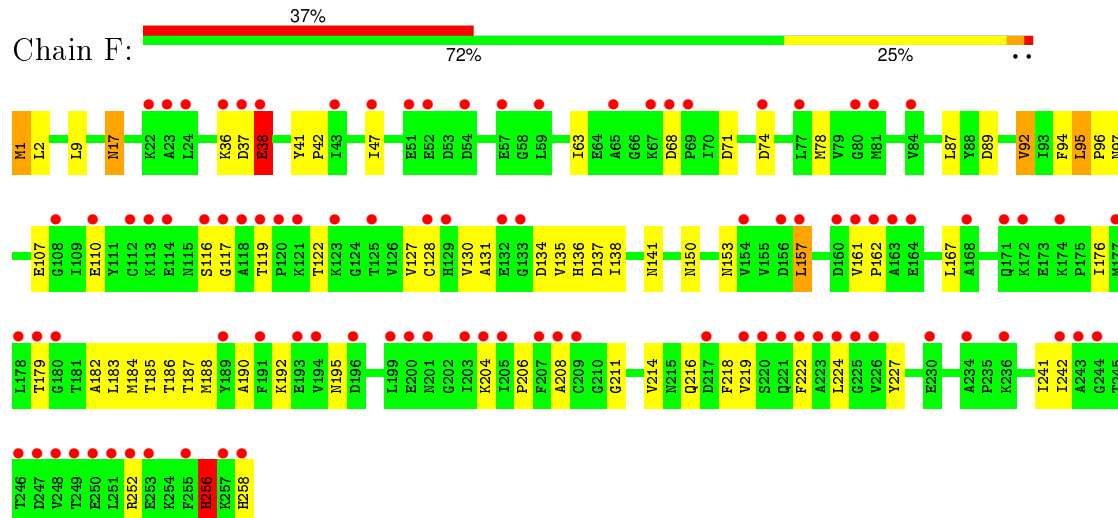 37%
Chain F:
72% 25% ••
M1 L2 L9 N17 K22 A23 L24 K36 D37 E38 Y41 P42 I43 I47 E51 E52 D53 D54 E57 G58 L59 I63 E64 A65 G66 K67 D68 P69 I70 D71 D74 L77 M78 V79 G80 M81 V84 L87 Y88 D89 V92 I93 F94 L95 P96 N97
E107 G108 I109 E110 Y111 C112 K113 E114 N115 S116 G117 A118 T119 P120 K121 T122 K123 G124 T125 V126 V127 C128 H129 V130 A131 E132 G133 D134 V135 H136 D137 I138 N141 N150 N153 V154 V155 D156 L157 D160 V161 P162 A163 E164 L167 A168 Q171 K172 E173 K174 P175 I176 M177
L178 T179 G180 T181 A182 L183 M184 T185 T186 T187 M188 Y189 A190 F191 K192 E193 V194 N195 D196 L199 E200 N201 G202 I203 K204 I205 P206 F207 A208 C209 G210 G211 V214 N215 Q216 D217 F218 V219 S220 Q221 F222 A223 L224 G225 V226 Y227 E230 A234 P235 K236 I241 I242 A243 G244
T246 D247 V248 T249 E250 L251 R252 E253 K254 F255 H256 K257 H258